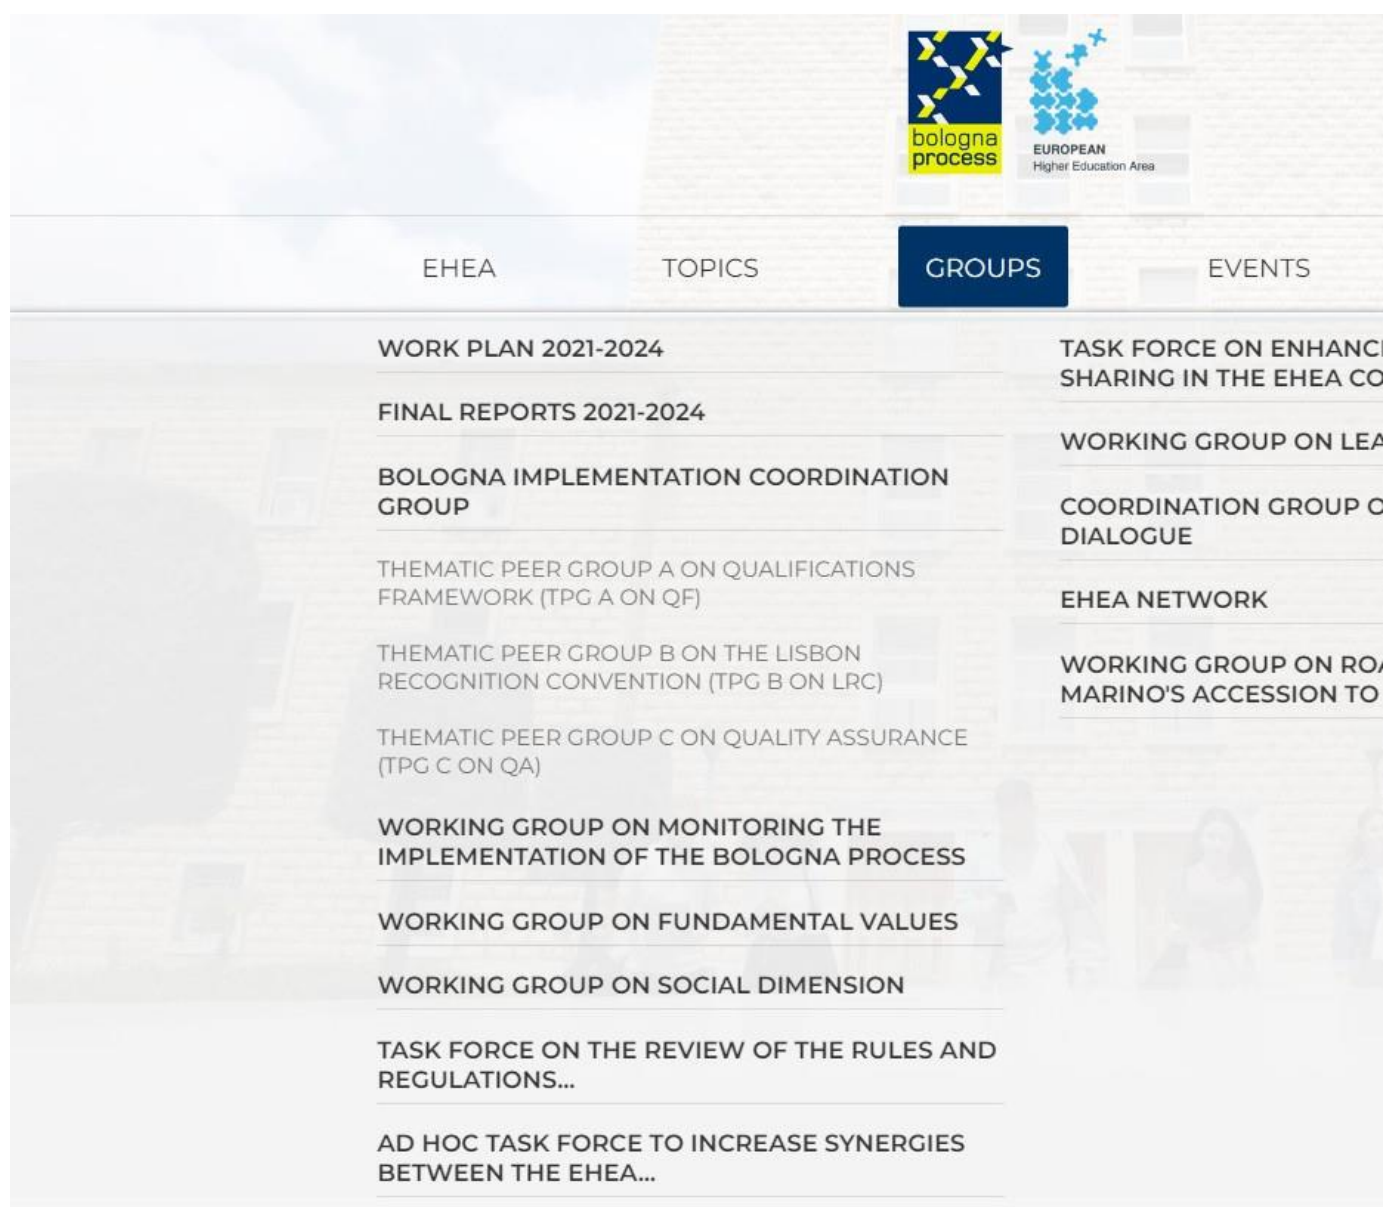 bologna
process
EUROPEAN
Higher Education Area
EHEA
TOPICS
GROUPS
EVENTS
WORK PLAN 2021-2024
FINAL REPORTS 2021-2024
BOLOGNA IMPLEMENTATION COORDINATION
GROUP
THEMATIC PEER GROUP A ON QUALIFICATIONS
FRAMEWORK (TPG A ON QF)
THEMATIC PEER GROUP B ON THE LISBON
RECOGNITION CONVENTION (TPG B ON LRC)
THEMATIC PEER GROUP C ON QUALITY ASSURANCE
(TPG C ON QA)
WORKING GROUP ON MONITORING THE
IMPLEMENTATION OF THE BOLOGNA PROCESS
WORKING GROUP ON FUNDAMENTAL VALUES
WORKING GROUP ON SOCIAL DIMENSION
TASK FORCE ON THE REVIEW OF THE RULES AND
REGULATIONS...
AD HOC TASK FORCE TO INCREASE SYNERGIES
BETWEEN THE EHEA...
TASK FORCE ON
SHARING IN THE EHEA
WORKING GROUP ON
COORDINATION GROUP
DIALOGUE
EHEA NETWORK
WORKING GROUP ON
MARINO'S ACCESSION TO